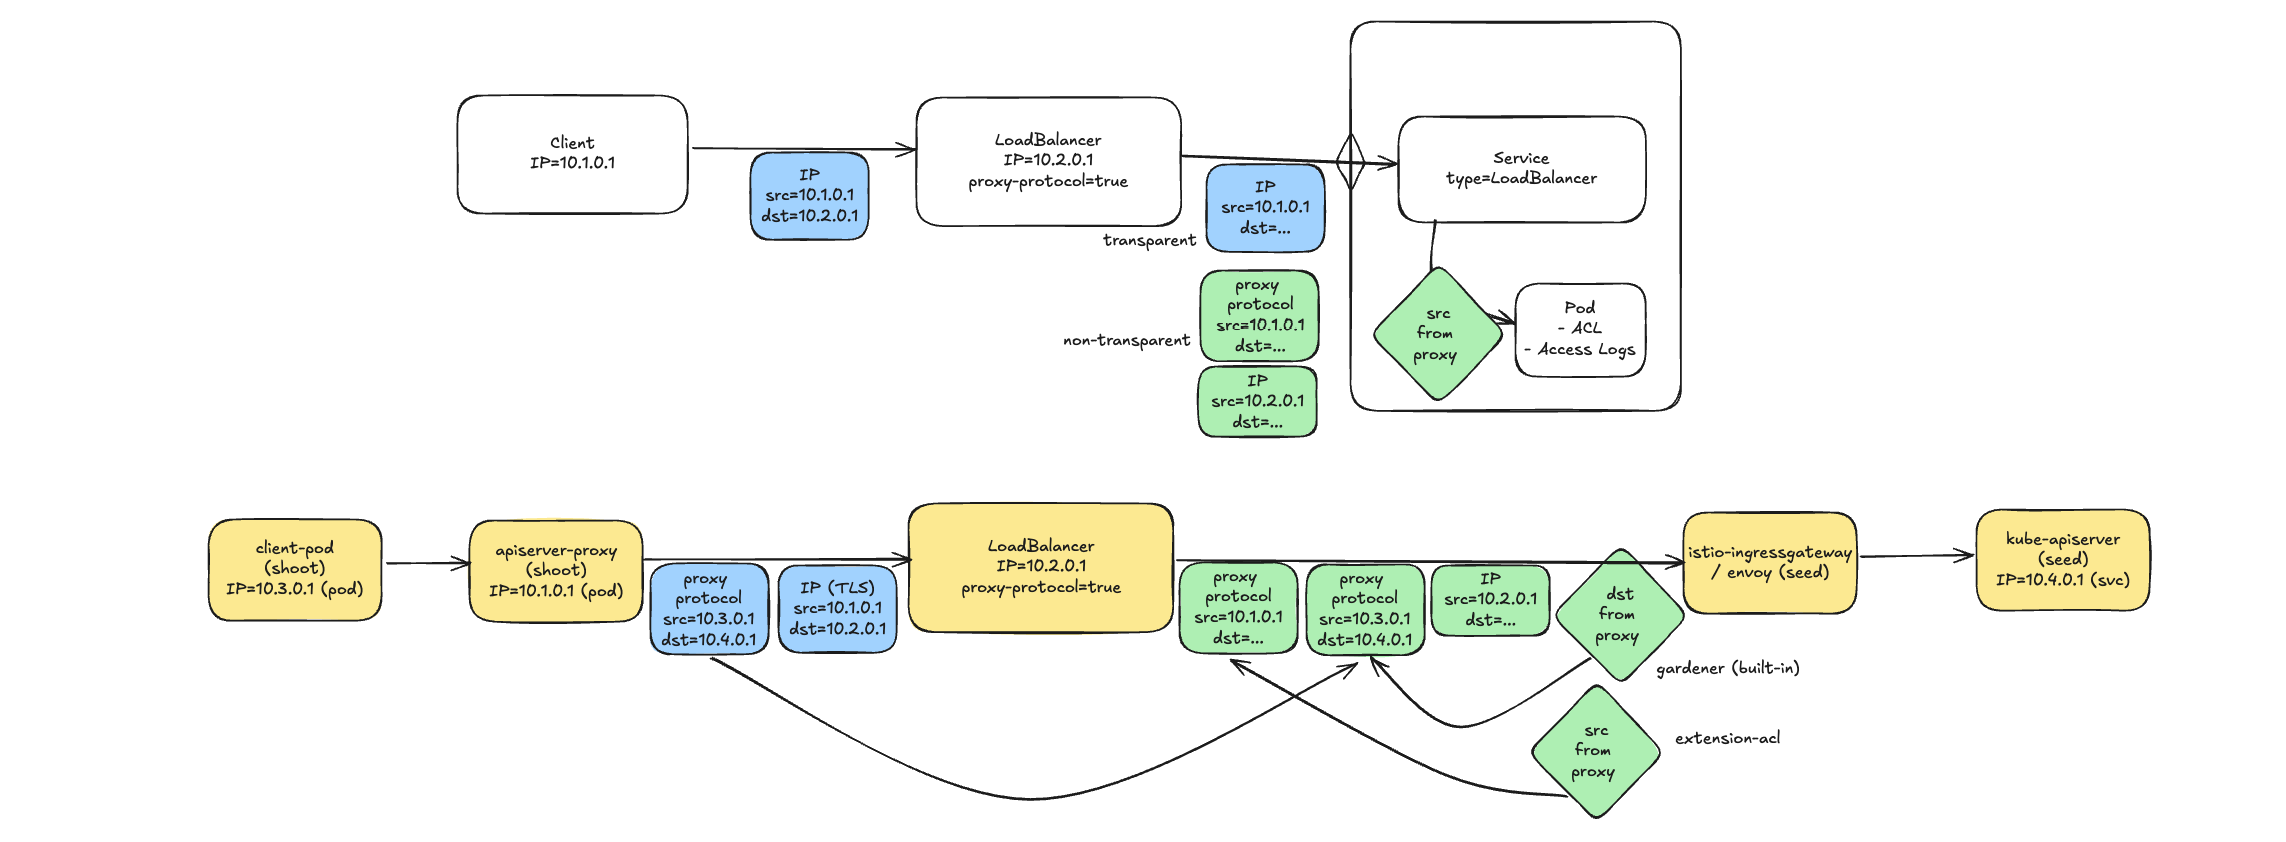 Client
IP=10.1.0.1
IP
src=10.1.0.1
dst=10.2.0.1
LoadBalancer
IP=10.2.0.1
proxy-protocol=true
transparent
IP
src=10.1.0.1
dst=...
non-transparent
proxy
protocol
src=10.1.0.1
dst=...
IP
src=10.2.0.1
dst=...
Service
type=LoadBalancer
src
from
proxy
Pod
- ACL
- Access Logs
client-pod
(shoot)
IP=10.3.0.1 (pod)
apiserver-proxy
(shoot)
IP=10.1.0.1 (pod)
proxy
protocol
src=10.3.0.1
dst=10.4.0.1
IP (TLS)
src=10.1.0.1
dst=10.2.0.1
LoadBalancer
IP=10.2.0.1
proxy-protocol=true
proxy
protocol
src=10.1.0.1
dst=...
proxy
protocol
src=10.3.0.1
dst=10.4.0.1
IP
src=10.2.0.1
dst=...
dst
from
proxy
gardener (built-in)
src
from
proxy
extension-acl
istio-ingressgateway
/ envoy (seed)
kube-apiserver
(seed)
IP=10.4.0.1 (svc)